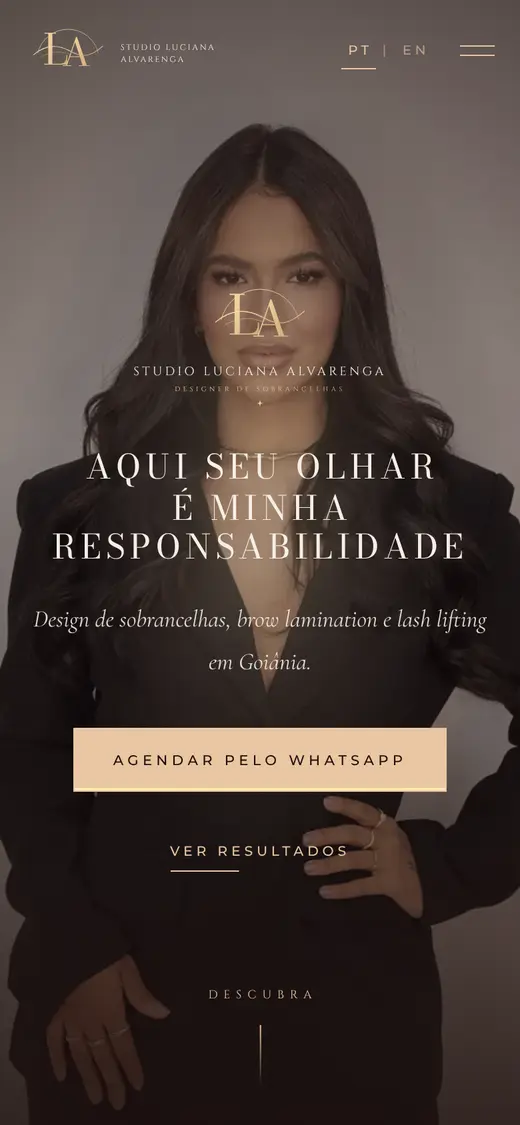 LA
STUDIO LUCIANA
ALVARENGA
PT | EN
LA
STUDIO LUCIANA ALVARENGA
DESIGNER DE SOBRANCELHAS
AQUI SEU OLHAR
É MINHA
RESPONSABILIDADE
Design de sobrancelhas, brow lamination e lash lifting
em Goiânia.
AGENDAR PELO WHATSAPP
VER RESULTADOS
DESCUBRA